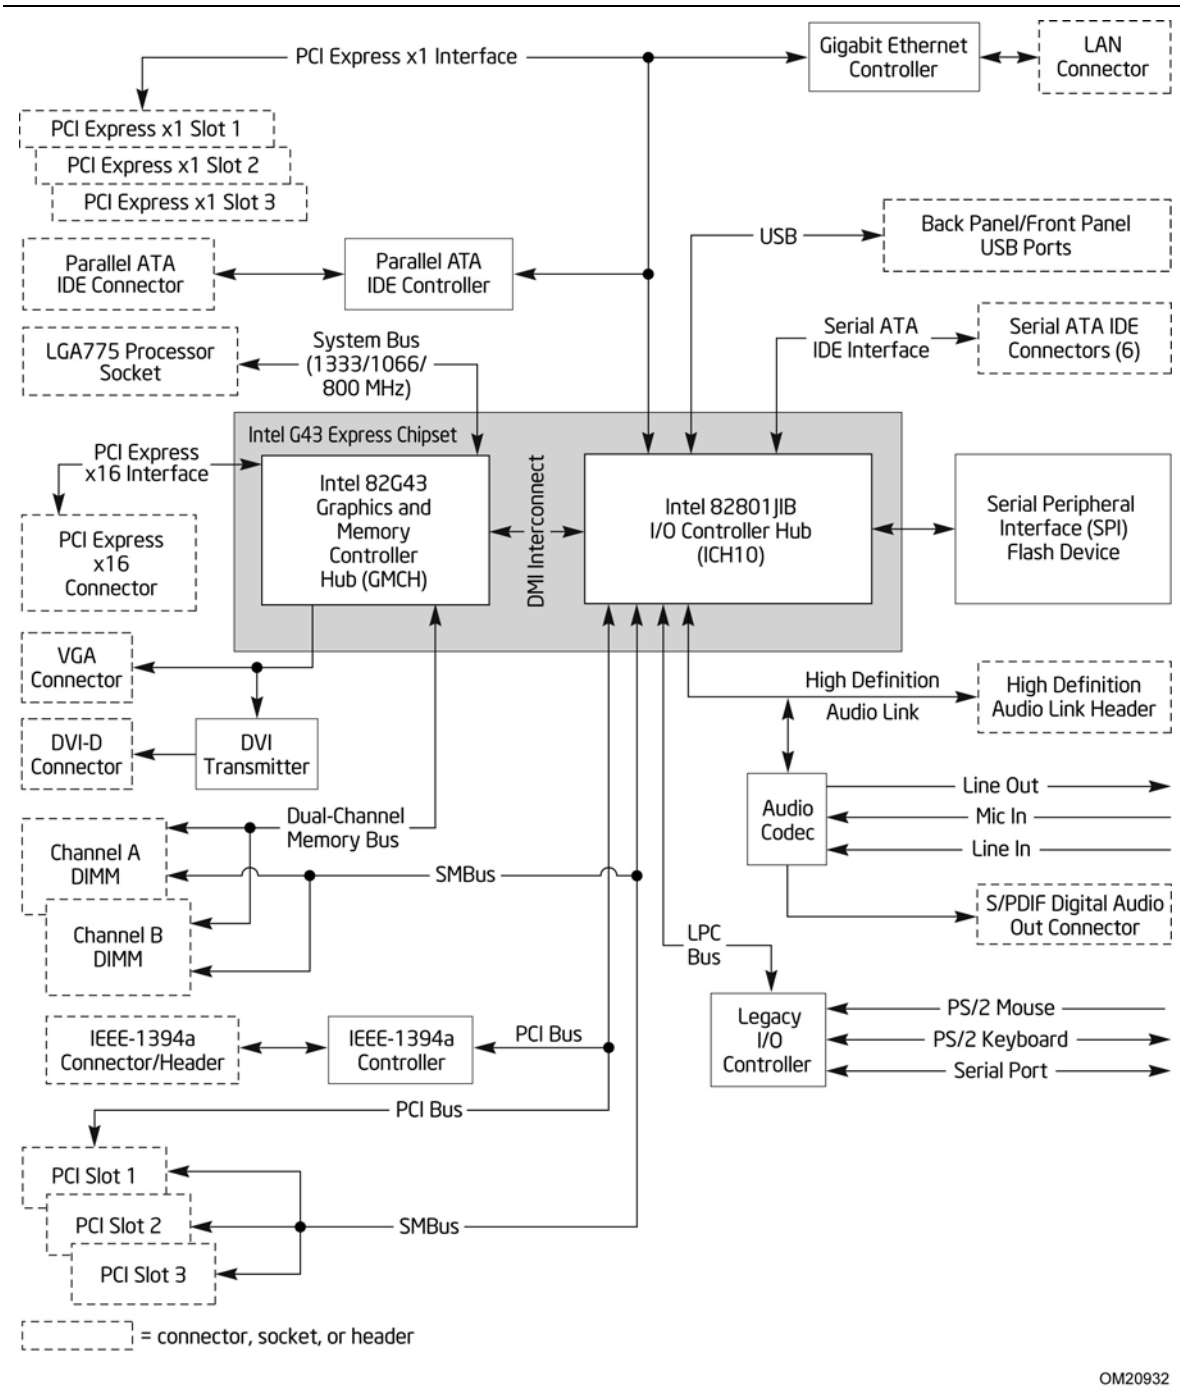 PCI Express x1 Interface
Gigabit Ethernet
Controller
LAN
Connector
PCI Express x1 Slot 1
PCI Express x1 Slot 2
PCI Express x1 Slot 3
USB
Back Panel/Front Panel
USB Ports
Parallel ATA
IDE Connector
Parallel ATA
IDE Controller
System Bus
(1333/1066/
800 MHz)
LGA775 Processor
Socket
Serial ATA
IDE Interface
Serial ATA IDE
Connectors (6)
Intel G43 Express Chipset
PCI Express
x16 Interface
Intel 82G43
Graphics and
Memory
Controller
Hub (GMCH)
DMI Interconnect
Intel 82801JIB
I/O Controller Hub
(ICH10)
Serial Peripheral
Interface (SPI)
Flash Device
PCI Express
x16
Connector
VGA
Connector
DVI-D
Connector
DVI
Transmitter
High Definition
Audio Link
High Definition
Audio Link Header
Audio
Codec
Line Out
Mic In
Line In
Dual-Channel
Memory Bus
Channel A
DIMM
SMBus
Channel B
DIMM
S/PDIF Digital Audio
Out Connector
LPC
Bus
Legacy
I/O
Controller
PS/2 Mouse
PS/2 Keyboard
Serial Port
IEEE-1394a
Connector/Header
IEEE-1394a
Controller
PCI Bus
PCI Bus
PCI Slot 1
PCI Slot 2
PCI Slot 3
SMBus
= connector, socket, or header
OM20932